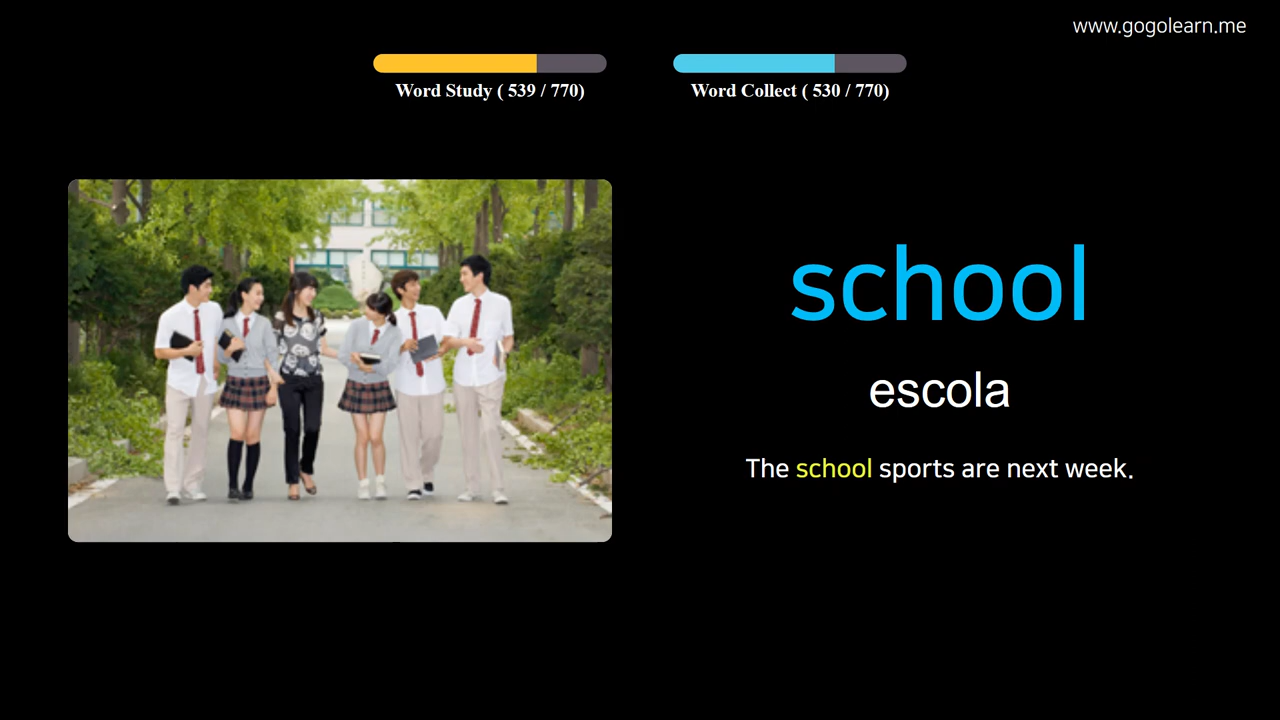 www.gogolearn.me
Word Study ( 539 / 770)
Word Collect ( 530 / 770)
school
escola
The school sports are next week.